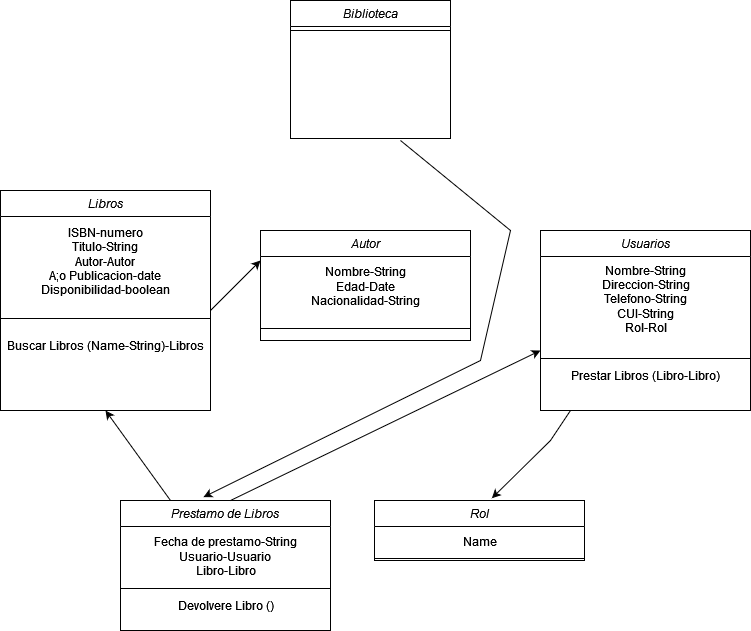 Biblioteca
Libros
ISBN-numero
Titulo-String
Autor-Autor
A;o Publicacion-date
Disponibilidad-boolean
Buscar Libros (Name-String)-Libros
Autor
Nombre-String
Edad-Date
Nacionalidad-String
Usuarios
Nombre-String
Direccion-String
Telefono-String
CUI-String
Rol-Rol
Prestar Libros (Libro-Libro)
Prestamo de Libros
Fecha de prestamo-String
Usuario-Usuario
Libro-Libro
Devolvere Libro ()
Rol
Name